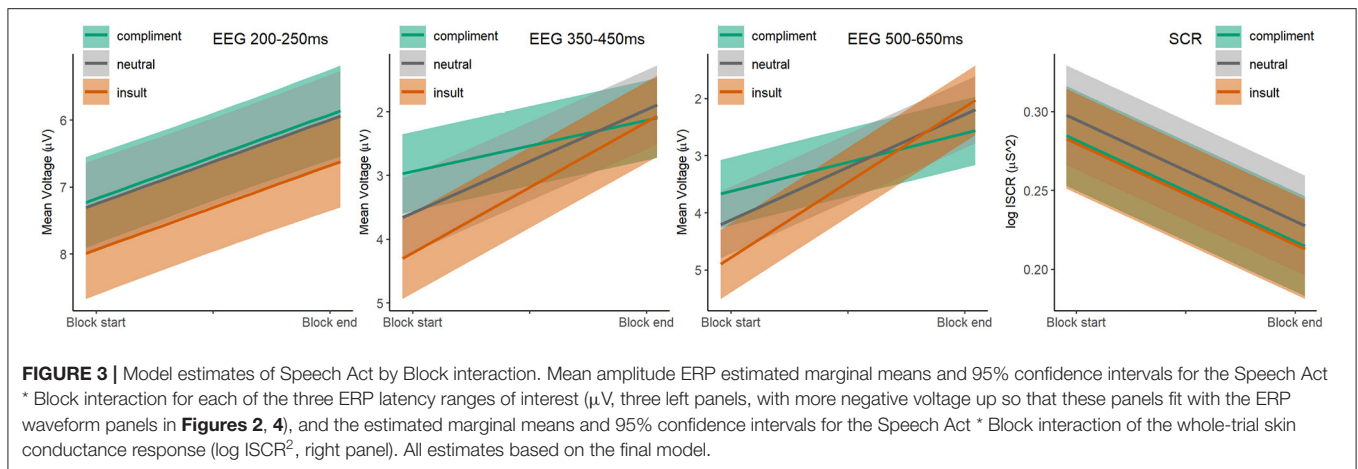 compliment
neutral
insult
EEG 200-250ms
Mean Voltage (µV)
6
7
8
Block start
Block end
compliment
neutral
insult
EEG 350-450ms
Mean Voltage (µV)
2
3
4
5
Block start
Block end
compliment
neutral
insult
EEG 500-650ms
Mean Voltage (µV)
2
3
4
5
Block start
Block end
SCR
compliment
neutral
insult
log ISCR (µS^2)
0.30
0.25
0.20
Block start
Block end
FIGURE 3 | Model estimates of Speech Act by Block interaction. Mean amplitude ERP estimated marginal means and 95% confidence intervals for the Speech Act
* Block interaction for each of the three ERP latency ranges of interest (µV, three left panels, with more negative voltage up so that these panels fit with the ERP
waveform panels in Figures 2, 4), and the estimated marginal means and 95% confidence intervals for the Speech Act * Block interaction of the whole-trial skin
conductance response (log ISCR², right panel). All estimates based on the final model.